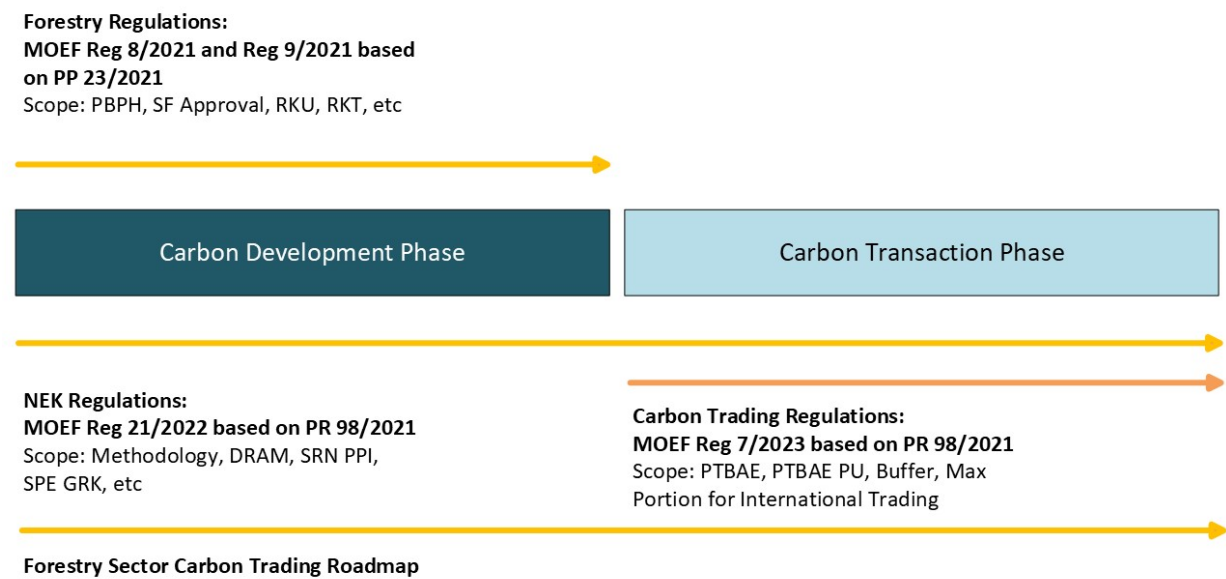 Forestry Regulations:
MOEF Reg 8/2021 and Reg 9/2021 based
on PP 23/2021
Scope: PBPH, SF Approval, RKU, RKT, etc
Carbon Development Phase
Carbon Transaction Phase
NEK Regulations:
MOEF Reg 21/2022 based on PR 98/2021
Scope: Methodology, DRAM, SRN PPI,
SPE GRK, etc
Carbon Trading Regulations:
MOEF Reg 7/2023 based on PR 98/2021
Scope: PTBAE, PTBAE PU, Buffer, Max
Portion for International Trading
Forestry Sector Carbon Trading Roadmap